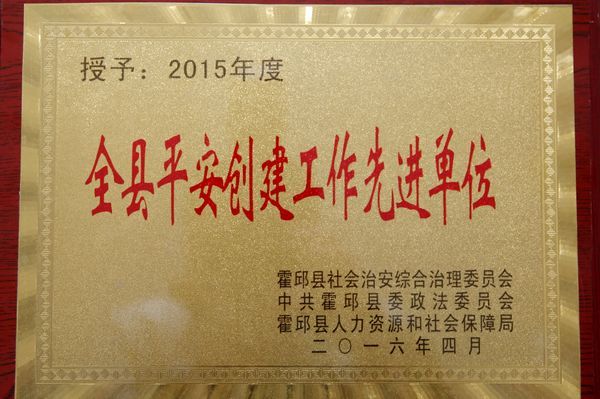 授予：2015年度
全县平安创建工作先进单位
霍邱县社会治安综合治理委员会
中共霍邱县委政法委员会
霍邱县人力资源和社会保障局
二〇一六年四月